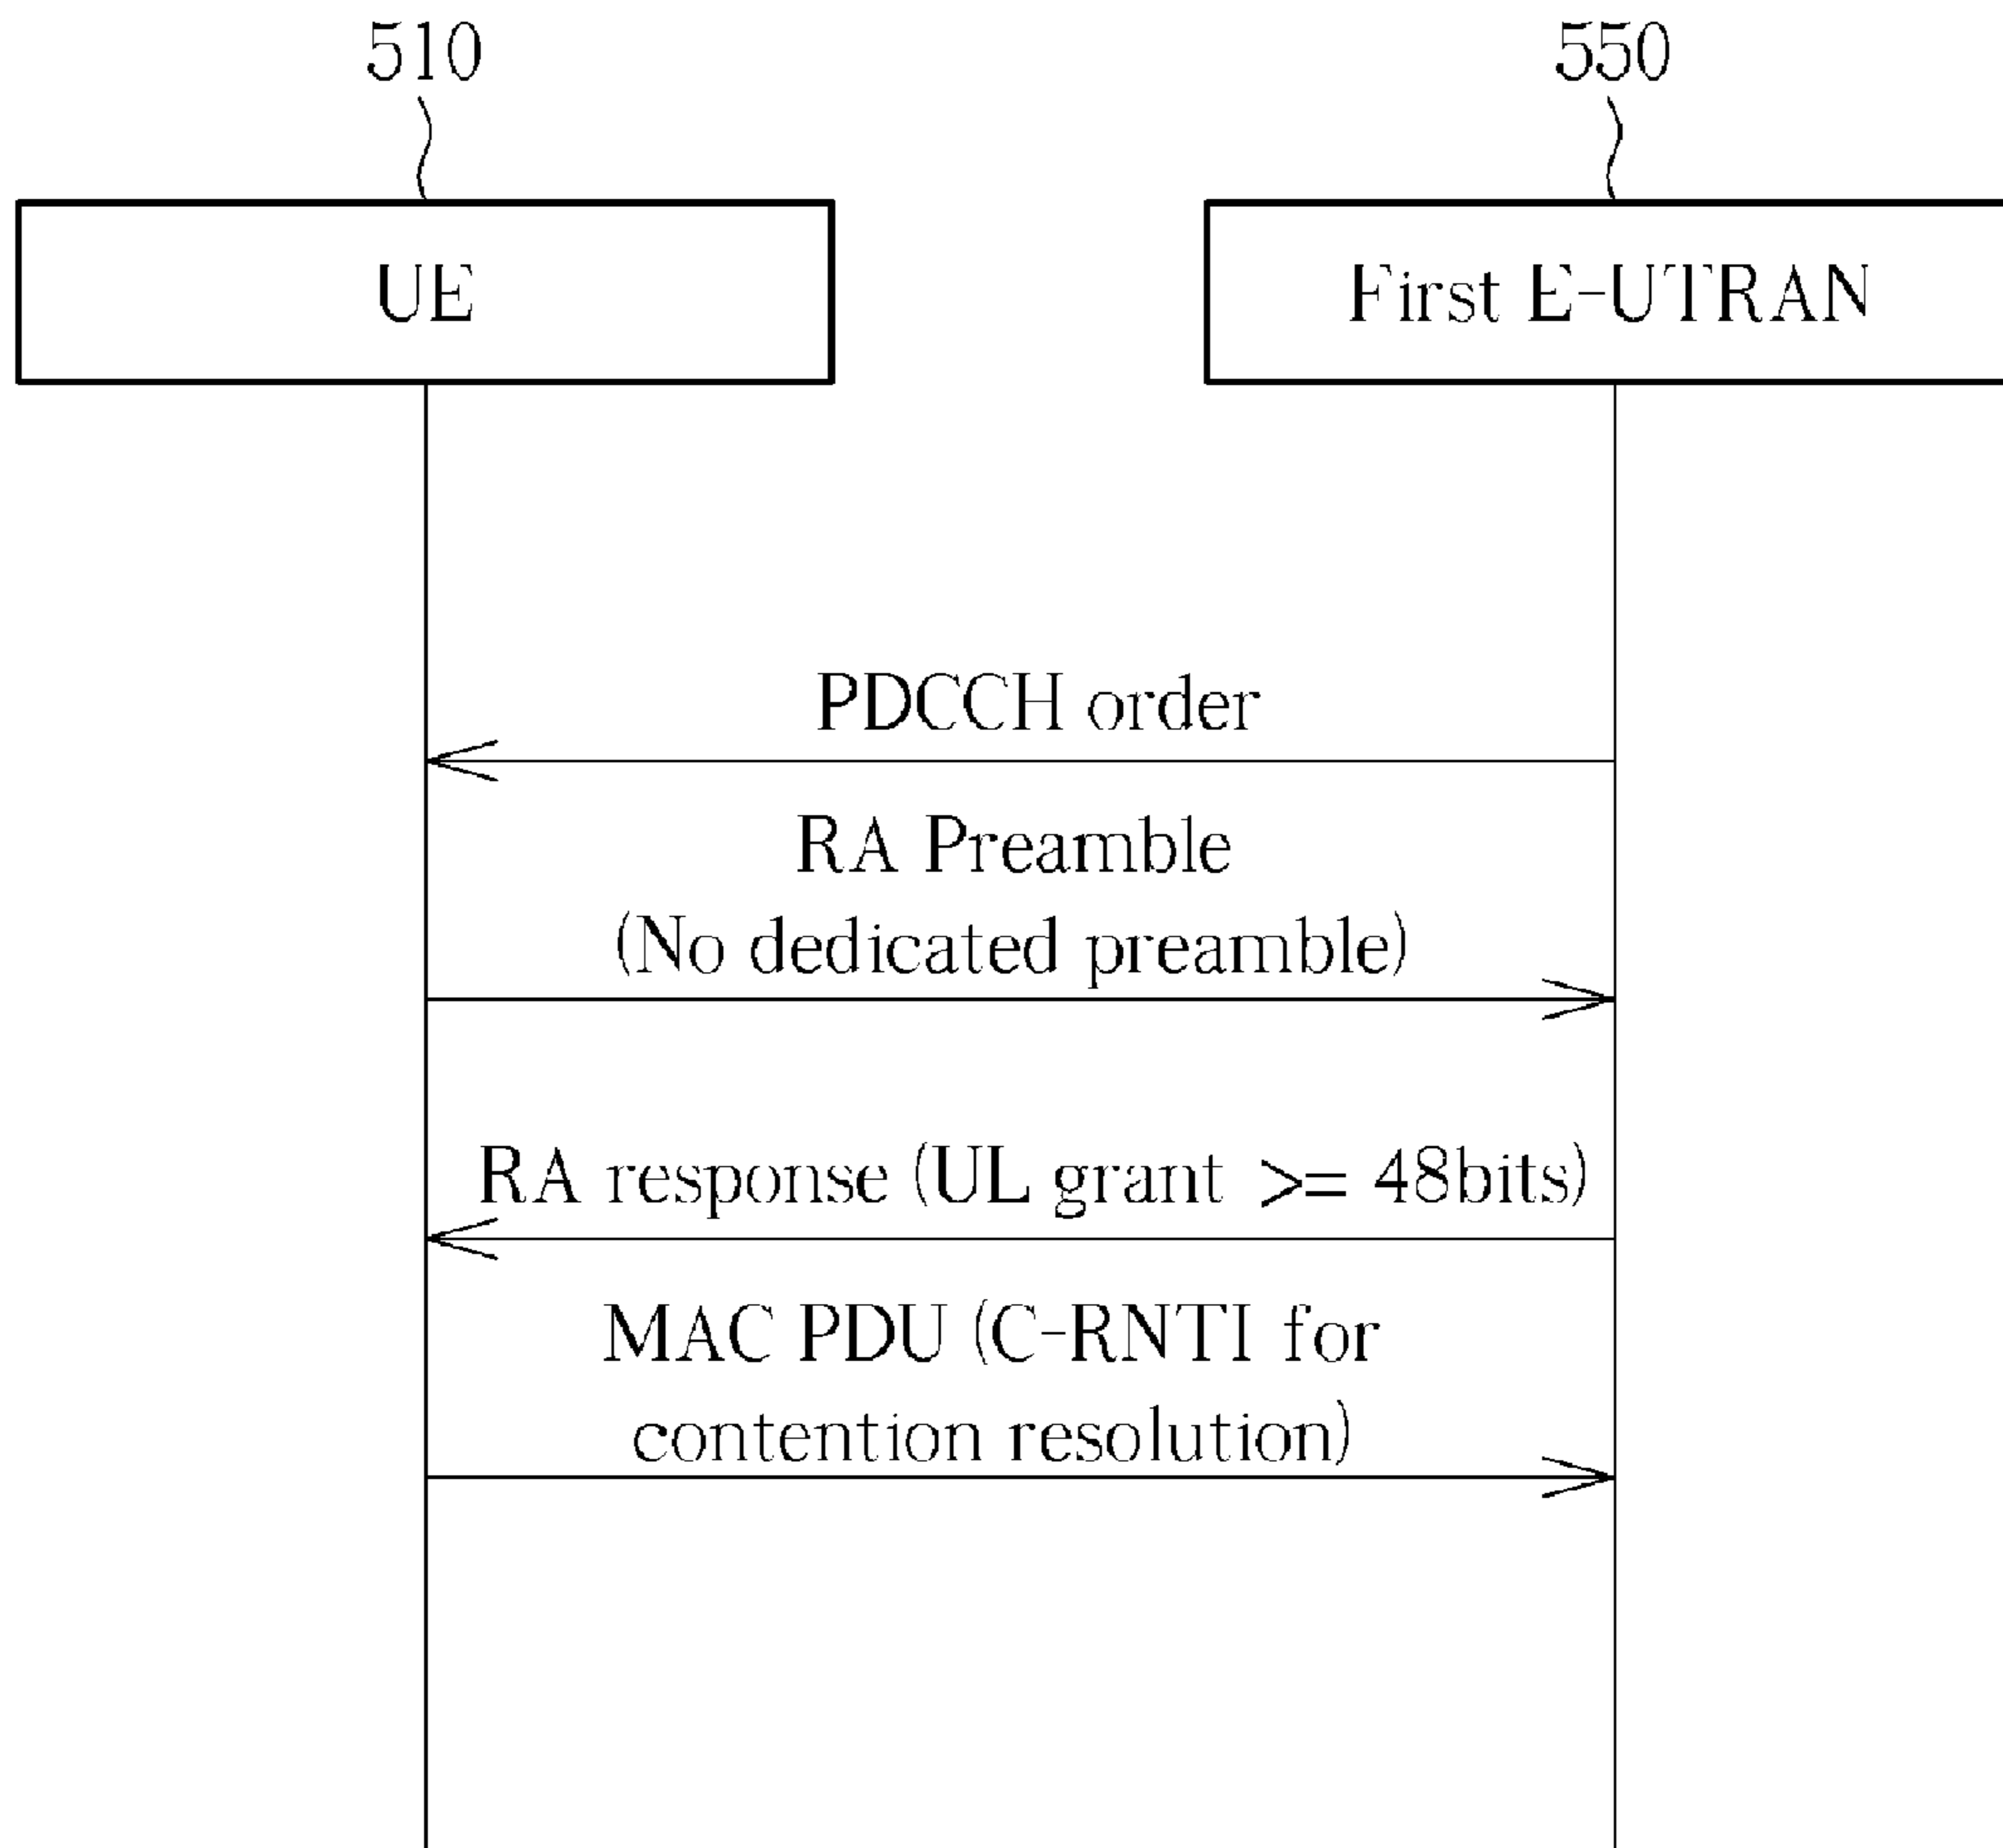 510
550
UE
First E-UTRAN
PDCCH order
RA Preamble
(No dedicated preamble)
RA response (UL grant >= 48bits)
MAC PDU (C-RNTI for
contention resolution)